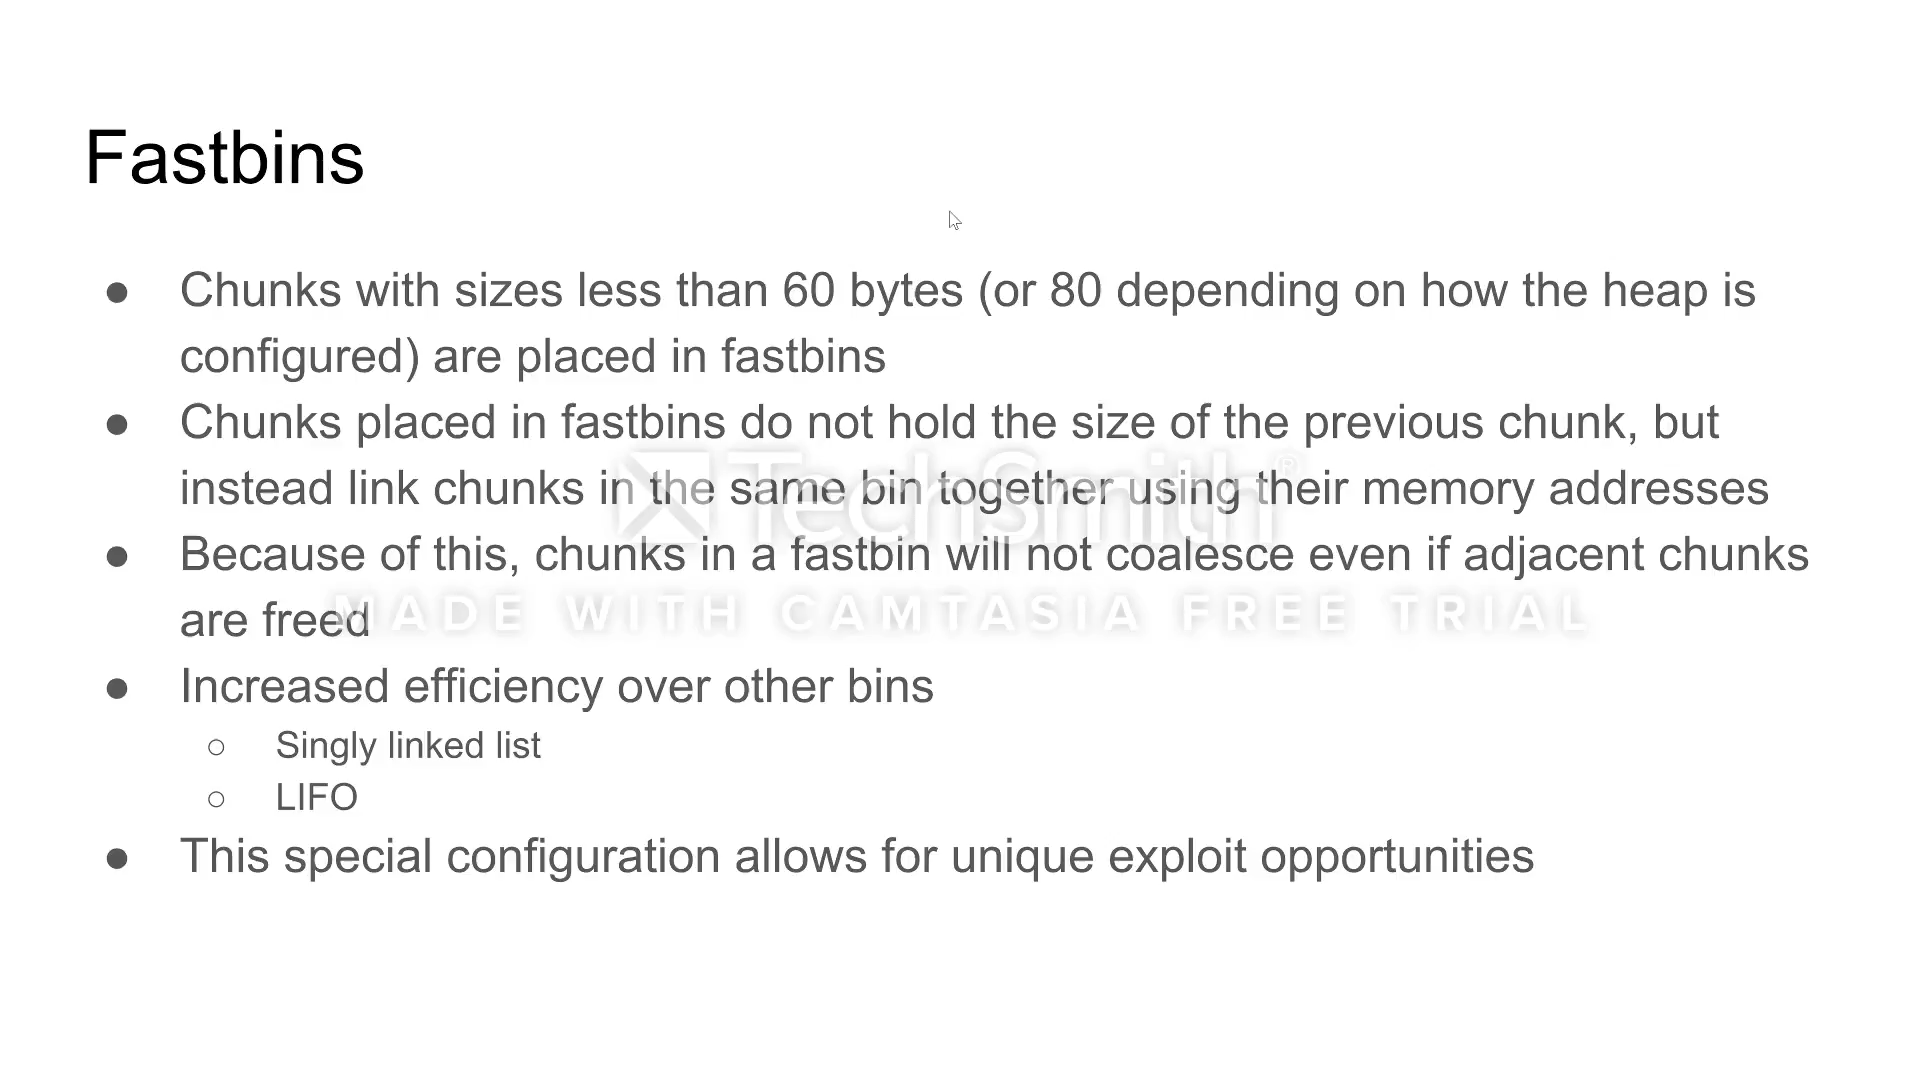 Fastbins
● Chunks with sizes less than 60 bytes (or 80 depending on how the heap is
configured) are placed in fastbins
● Chunks placed in fastbins do not hold the size of the previous chunk, but
instead link chunks in the same bin together using their memory addresses
● Because of this, chunks in a fastbin will not coalesce even if adjacent chunks
are freed
● Increased efficiency over other bins
○ Singly linked list
○ LIFO
● This special configuration allows for unique exploit opportunities
TechSmith®
MADE WITH CAMTASIA FREE TRIAL